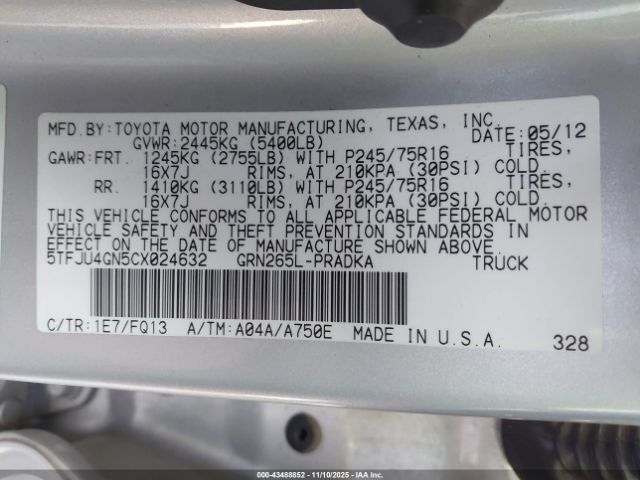 MFD.BY:TOYOTA MOTOR MANUFACTURING, TEXAS, INC.
GVWR:2445KG (5400LB) DATE:05/12
GAWR:FRT. 1245KG (2755LB) WITH P245/75R16 TIRES,
16X7J RIMS, AT 210KPA (30PSI) COLD.
RR. 1410KG (3110LB) WITH P245/75R16 TIRES,
16X7J RIMS, AT 210KPA (30PSI) COLD.
THIS VEHICLE CONFORMS TO ALL APPLICABLE FEDERAL MOTOR
VEHICLE SAFETY AND THEFT PREVENTION STANDARDS IN
EFFECT ON THE DATE OF MANUFACTURE SHOWN ABOVE.
5TFJU4GN5CX024632 GRN265L-PRADKA TRUCK
C/TR:1E7/FQ13 A/TM:A04A/A750E MADE IN U.S.A.
328
000-43488852 — 11/10/2025 — IAAI.CA